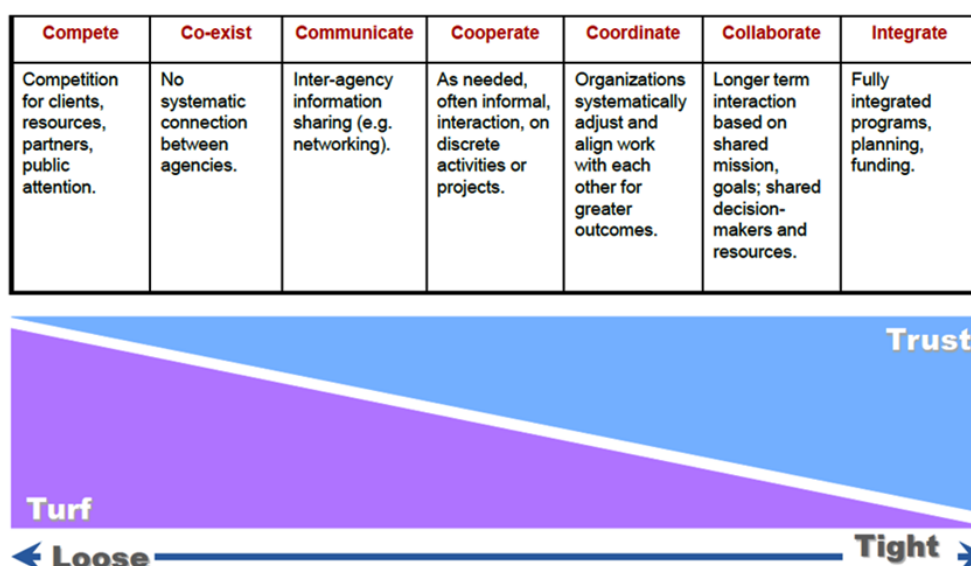 Compete
Co-exist
Communicate
Cooperate
Coordinate
Collaborate
Integrate
Competition
for clients,
resources,
partners,
public
attention.
No
systematic
connection
between
agencies.
Inter-agency
information
sharing (e.g.
networking).
As needed,
often informal,
interaction, on
discrete
activities or
projects.
Organizations
systematically
adjust and
align work
with each
other for
greater
outcomes.
Longer term
interaction
based on
shared
mission,
goals; shared
decision-
makers and
resources.
Fully
integrated
programs,
planning,
funding.
Trust
Turf
Loose
Tight